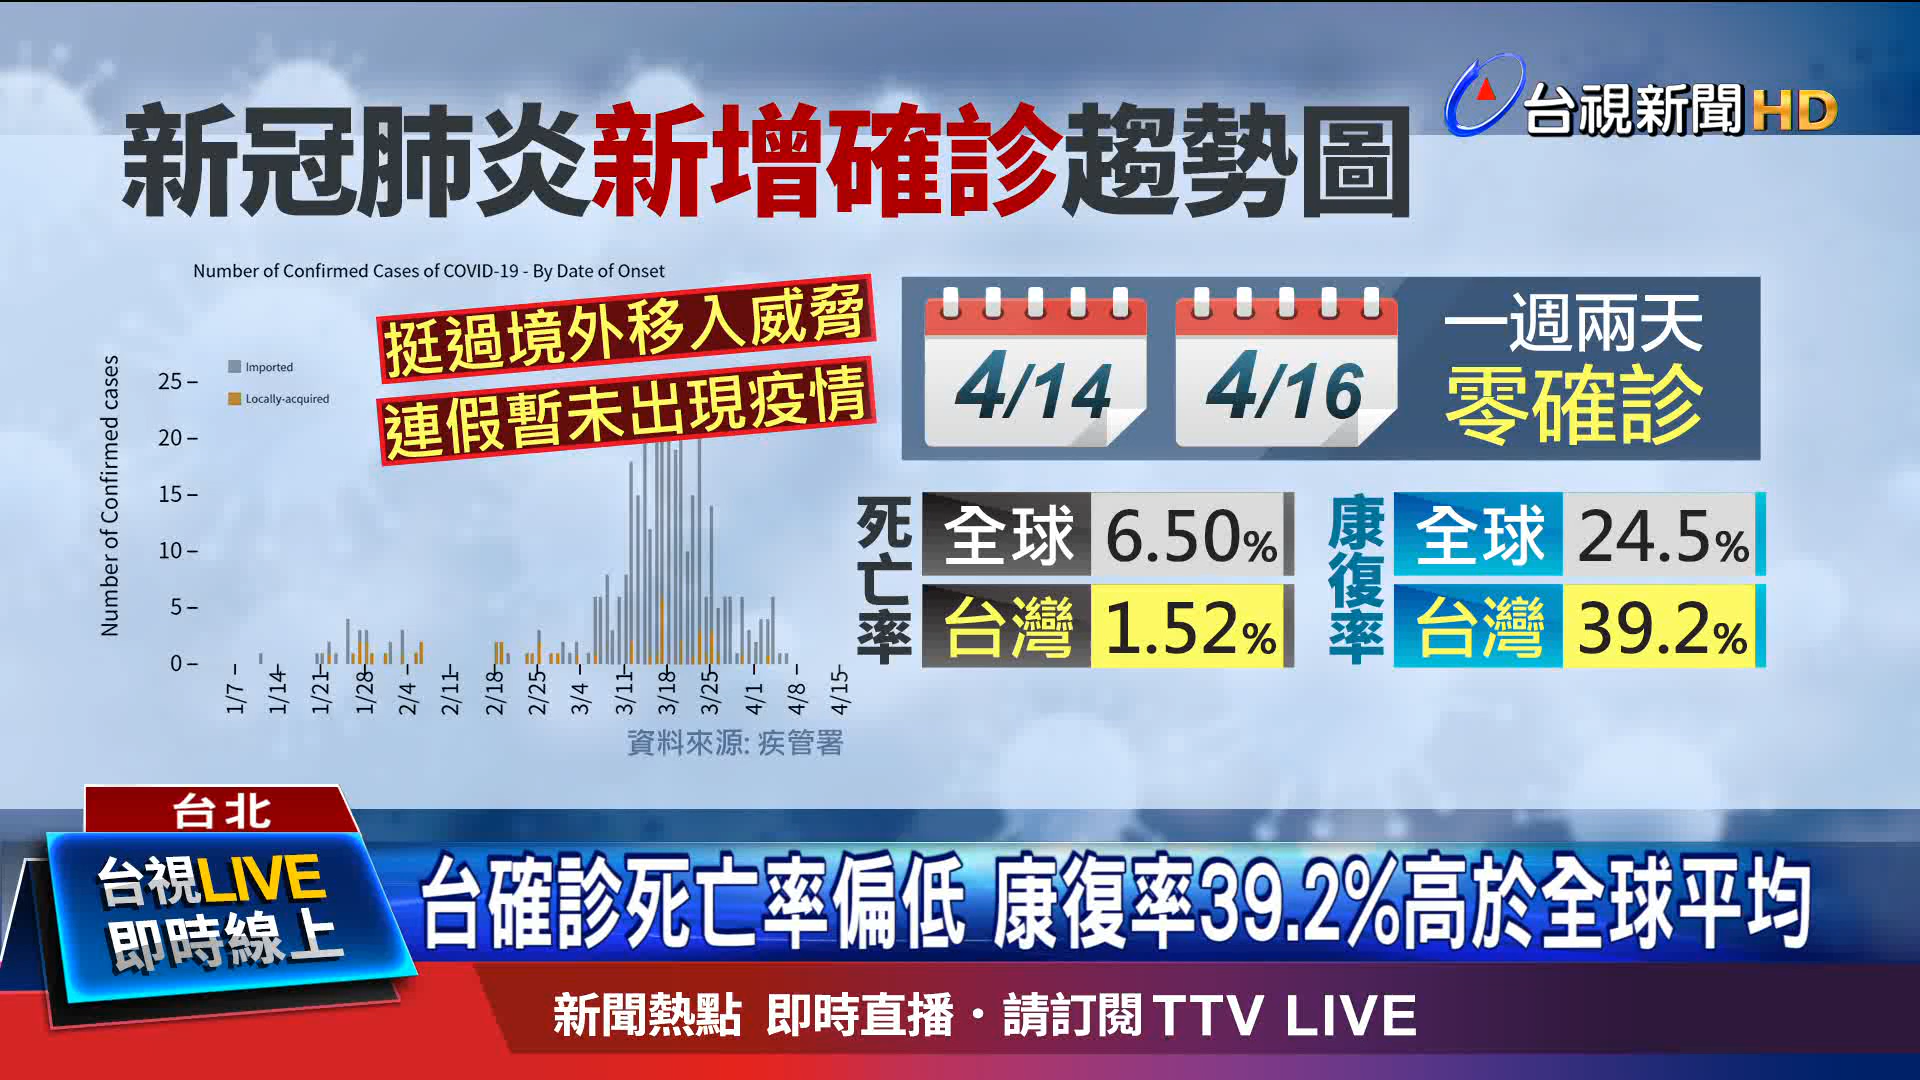 台視新聞HD
新冠肺炎新增確診趨勢圖
Number of Confirmed Cases of COVID-19 - By Date of Onset
挺過境外移入威脅
連假暫未出現疫情
Number of Confirmed cases
25
20
15
10
5
0
Imported
Locally-acquired
1/7 1/14 1/21 1/28 2/4 2/11 2/18 2/25 3/4 3/11 3/18 3/25 4/1 4/8 4/15
資料來源: 疾管署
4/14
4/16
一週兩天
零確診
死亡率
全球 6.50%
台灣 1.52%
康復率
全球 24.5%
台灣 39.2%
台北
台視LIVE
即時線上
台確診死亡率偏低 康復率39.2%高於全球平均
新聞熱點 即時直播・請訂閱TTV LIVE